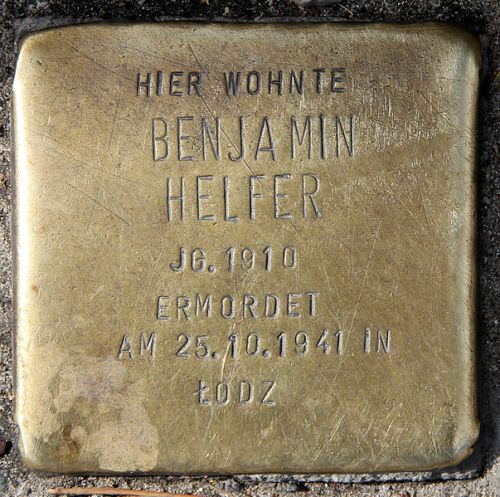 HIER WOHNTE
BENJAMIN
HELFER
JG. 1910
ERMORDET
AM 25.10.1941 IN
ŁODZ